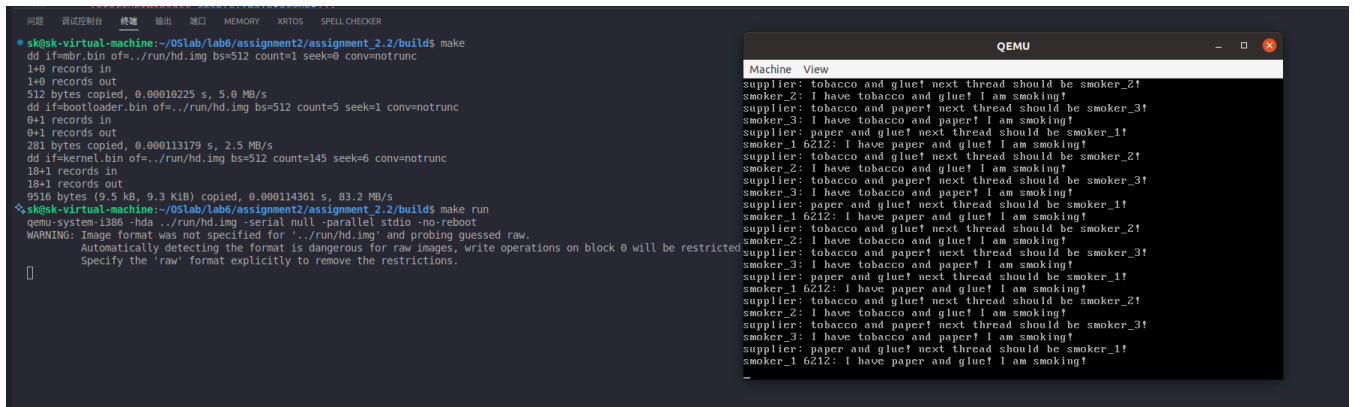 问题 调试控制台 终端 输出 端口 MEMORY XRTOS SPELL CHECKER
sk@sk-virtual-machine:~/OSlab/lab6/assignment2/assignment_2.2/build$ make
dd if=mbr.bin of=../run/hd.img bs=512 count=1 seek=0 conv=notrunc
1+0 records in
1+0 records out
512 bytes copied, 0.00010225 s, 5.0 MB/s
dd if=bootloader.bin of=../run/hd.img bs=512 count=5 seek=1 conv=notrunc
0+1 records in
0+1 records out
281 bytes copied, 0.000113179 s, 2.5 MB/s
dd if=kernel.bin of=../run/hd.img bs=512 count=145 seek=6 conv=notrunc
18+1 records in
18+1 records out
9516 bytes (9.5 kB, 9.3 KiB) copied, 0.000114361 s, 83.2 MB/s
sk@sk-virtual-machine:~/OSlab/lab6/assignment2/assignment_2.2/build$ make run
qemu-system-i386 -hda ../run/hd.img -serial null -parallel stdio -no-reboot
WARNING: Image format was not specified for '../run/hd.img' and probing guessed raw.
Automatically detecting the format is dangerous for raw images, write operations on block 0 will be restricted
Specify the 'raw' format explicitly to remove the restrictions.
QEMU
Machine View
supplier: tobacco and glue! next thread should be smoker_2!
smoker_2: I have tobacco and glue! I am smoking!
supplier: tobacco and paper! next thread should be smoker_3!
smoker_3: I have tobacco and paper! I am smoking!
supplier: paper and glue! next thread should be smoker_1!
smoker_1 6212: I have paper and glue! I am smoking!
supplier: tobacco and glue! next thread should be smoker_2!
smoker_2: I have tobacco and glue! I am smoking!
supplier: tobacco and paper! next thread should be smoker_3!
smoker_3: I have tobacco and paper! I am smoking!
supplier: paper and glue! next thread should be smoker_1!
smoker_1 6212: I have paper and glue! I am smoking!
supplier: tobacco and glue! next thread should be smoker_2!
smoker_2: I have tobacco and glue! I am smoking!
supplier: tobacco and paper! next thread should be smoker_3!
smoker_3: I have tobacco and paper! I am smoking!
supplier: paper and glue! next thread should be smoker_1!
smoker_1 6212: I have paper and glue! I am smoking!
supplier: tobacco and glue! next thread should be smoker_2!
smoker_2: I have tobacco and glue! I am smoking!
supplier: tobacco and paper! next thread should be smoker_3!
smoker_3: I have tobacco and paper! I am smoking!
supplier: paper and glue! next thread should be smoker_1!
smoker_1 6212: I have paper and glue! I am smoking!